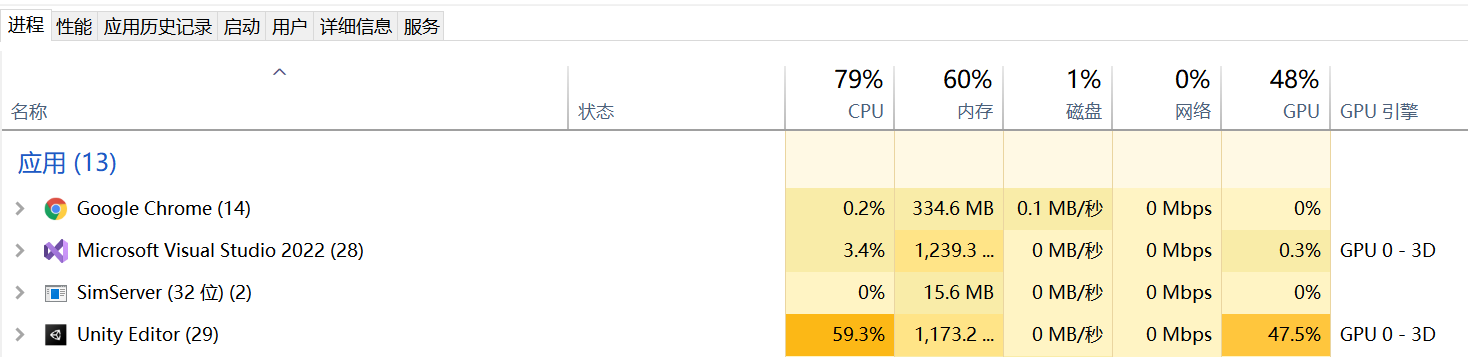 进程 性能 应用历史记录 启动 用户 详细信息 服务
79% 60% 1% 0% 48%
名称 状态 CPU 内存 磁盘 网络 GPU GPU 引擎
应用 (13)
Google Chrome (14) 0.2% 334.6 MB 0.1 MB/秒 0 Mbps 0%
Microsoft Visual Studio 2022 (28) 3.4% 1,239.3 ... 0 MB/秒 0 Mbps 0.3% GPU 0 - 3D
SimServer (32 位) (2) 0% 15.6 MB 0 MB/秒 0 Mbps 0%
Unity Editor (29) 59.3% 1,173.2 ... 0 MB/秒 0 Mbps 47.5% GPU 0 - 3D